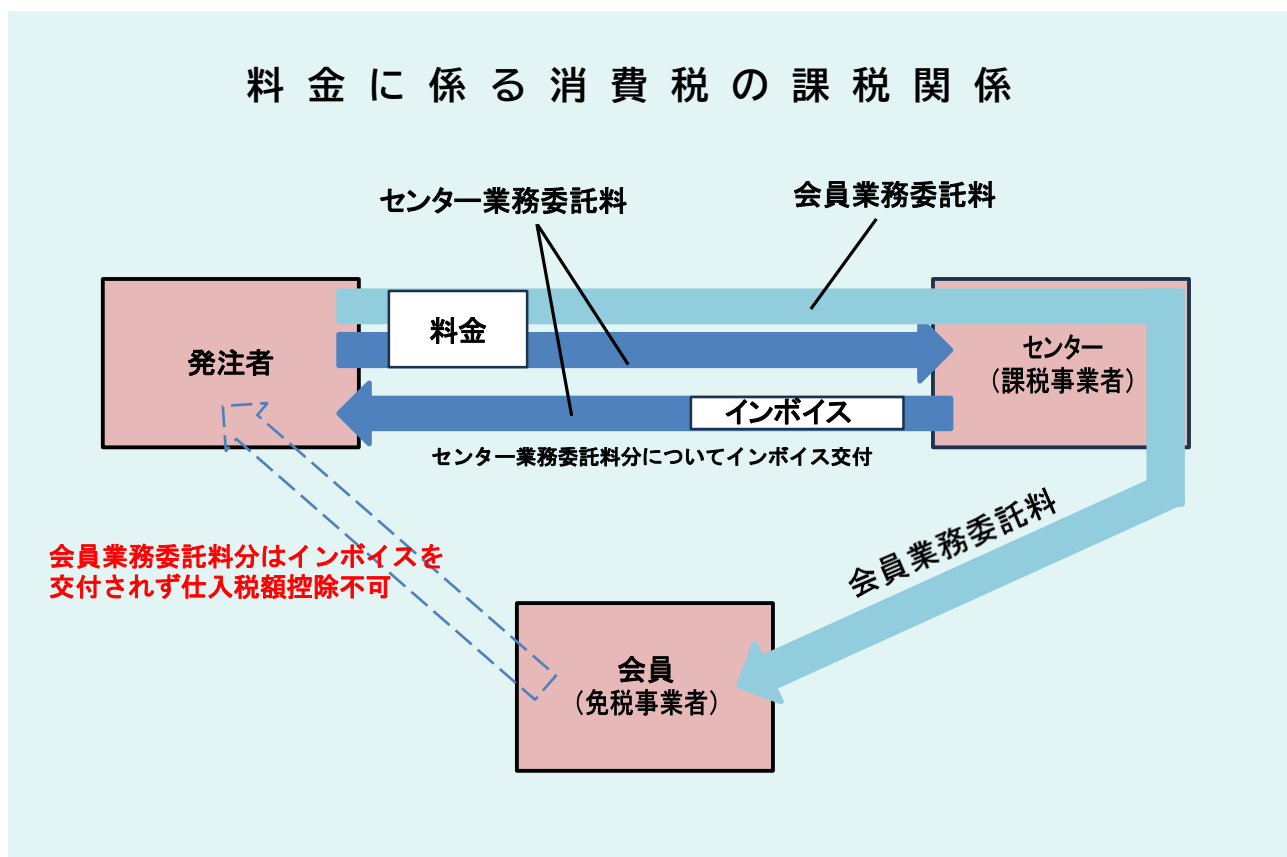 料金に係る消費税の課税関係
センター業務委託料
会員業務委託料
発注者
料金
センター
（課税事業者）
インボイス
センター業務委託料分についてインボイス交付
会員業務委託料分はインボイスを
交付されず仕入税額控除不可
会員業務委託料
会員
（免税事業者）